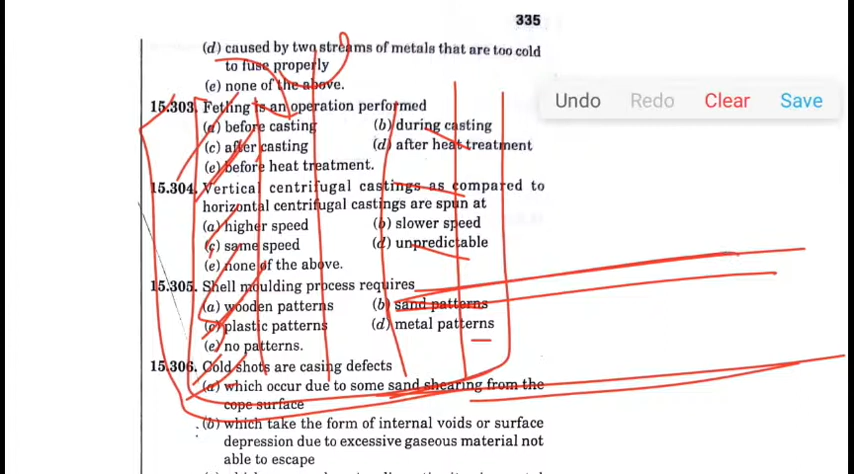 335
(d) caused by two streams of metals that are too cold
to fuse properly
(e) none of the above.
Undo Redo Clear Save
15.303. Fetling is an operation performed
(a) before casting (b) during casting
(c) after casting (d) after heat treatment
(e) before heat treatment.
15.304. Vertical centrifugal castings as compared to
horizontal centrifugal castings are spun at
(a) higher speed (b) slower speed
(c) same speed (d) unpredictable
(e) none of the above.
15.305. Shell moulding process requires
(a) wooden patterns (b) sand patterns
(c) plastic patterns (d) metal patterns
(e) no patterns.
15.306. Cold shots are casing defects
(a) which occur due to some sand shearing from the
cope surface
(b) which take the form of internal voids or surface
depression due to excessive gaseous material not
able to escape